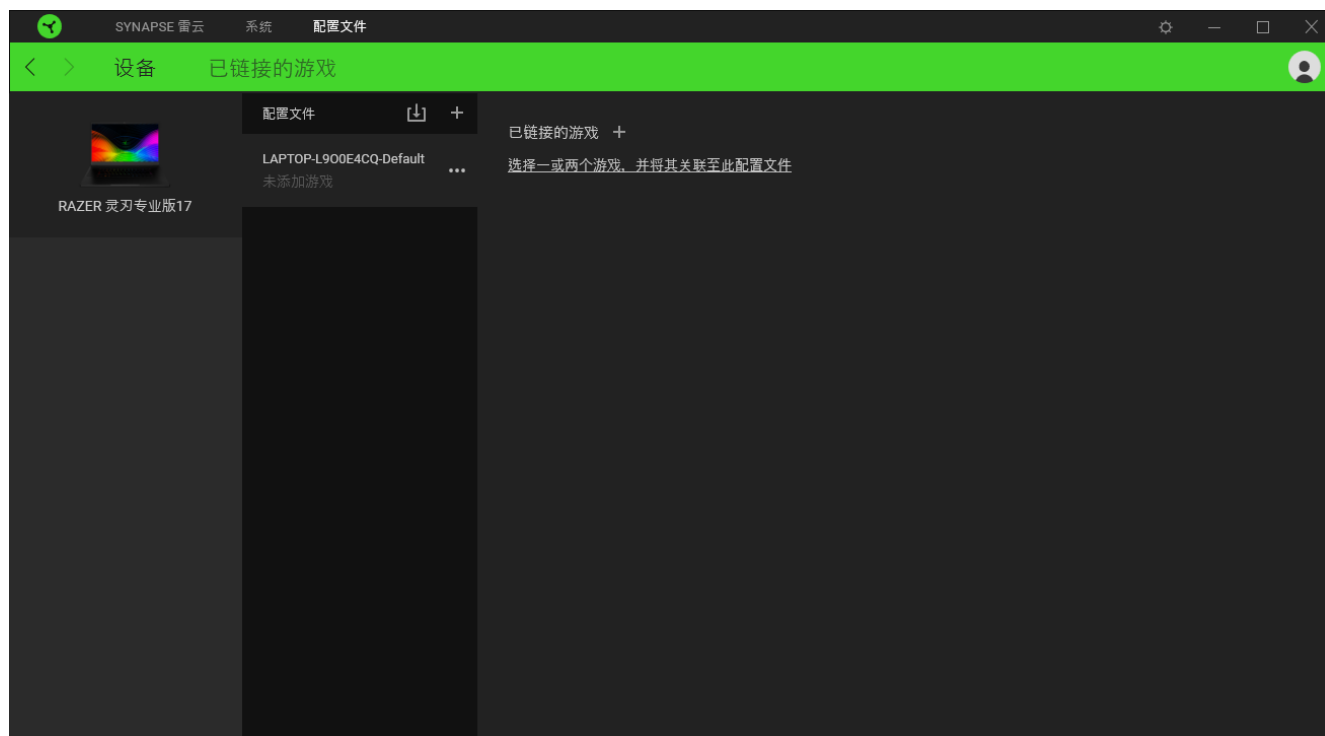 SYNAPSE 雷云 系统 配置文件
设备 已链接的游戏
RAZER 灵刃专业版17
配置文件
LAPTOP-L9O0E4CQ-Default
未添加游戏
已链接的游戏
选择一或两个游戏，并将其关联至此配置文件